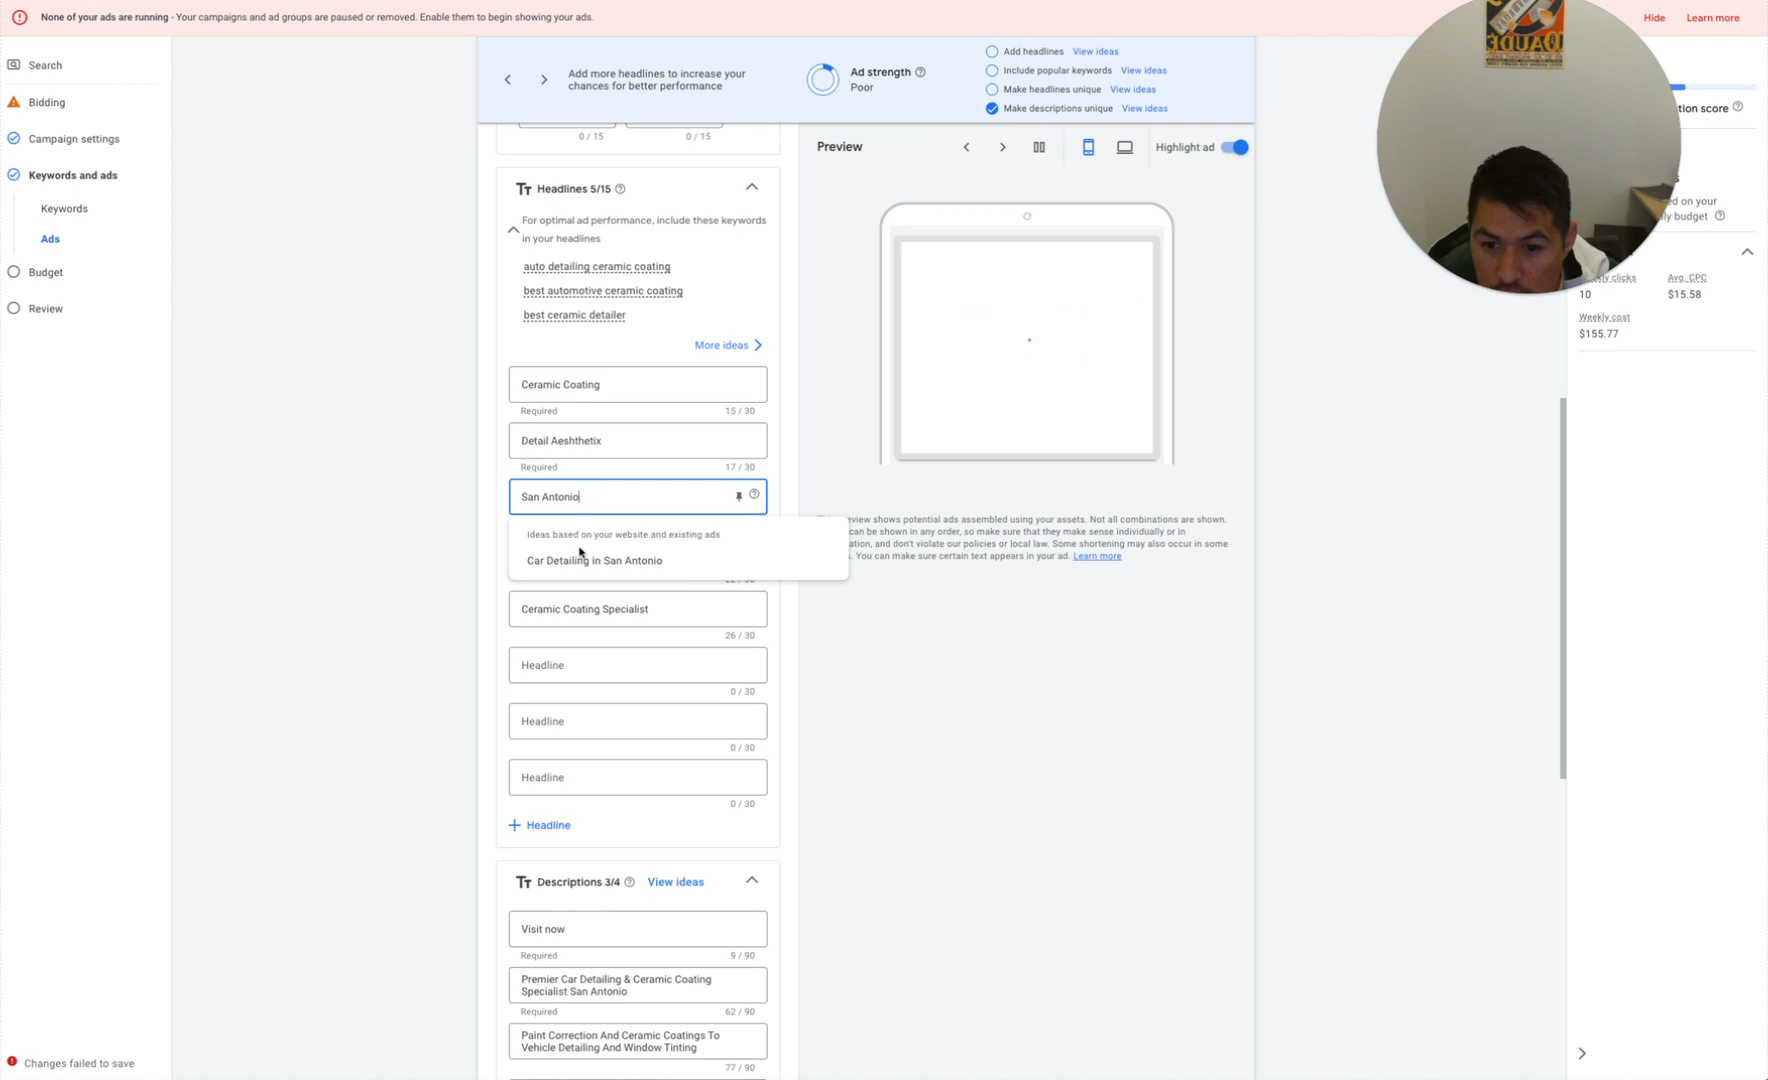 None of your ads are running - Your campaigns and ad groups are paused or removed. Enable them to begin showing your ads.
Hide
Learn more
Search
Bidding
Campaign settings
Keywords and ads
Keywords
Ads
Budget
Review
Changes failed to save
Add more headlines to increase your
chances for better performance
Ad strength
Poor
Add headlines View ideas
Include popular keywords View ideas
Make headlines unique View ideas
Make descriptions unique View ideas
0 / 15
0 / 15
Headlines 5/15
For optimal ad performance, include these keywords
in your headlines
auto detailing ceramic coating
best automotive ceramic coating
best ceramic detailer
More ideas
Ceramic Coating
Required
15 / 30
Detail Aeshthetix
Required
17 / 30
San Antonio
Ideas based on your website and existing ads
Car Detailing in San Antonio
Ceramic Coating Specialist
26 / 30
Headline
0 / 30
Headline
0 / 30
Headline
0 / 30
Headline
Descriptions 3/4
View ideas
Visit now
Required
9 / 90
Premier Car Detailing & Ceramic Coating
Specialist San Antonio
Required
62 / 90
Paint Correction And Ceramic Coatings To
Vehicle Detailing And Window Tinting
77 / 90
Preview
Highlight ad
view shows potential ads assembled using your assets. Not all combinations are shown.
can be shown in any order, so make sure that they make sense individually or in
ation, and don't violate our policies or local law. Some shortening may also occur in some
. You can make sure certain text appears in your ad. Learn more
DAUDÉ
tion score
ed on your
ly budget
kly clicks
10
Avg. CPC
$15.58
Weekly cost
$155.77